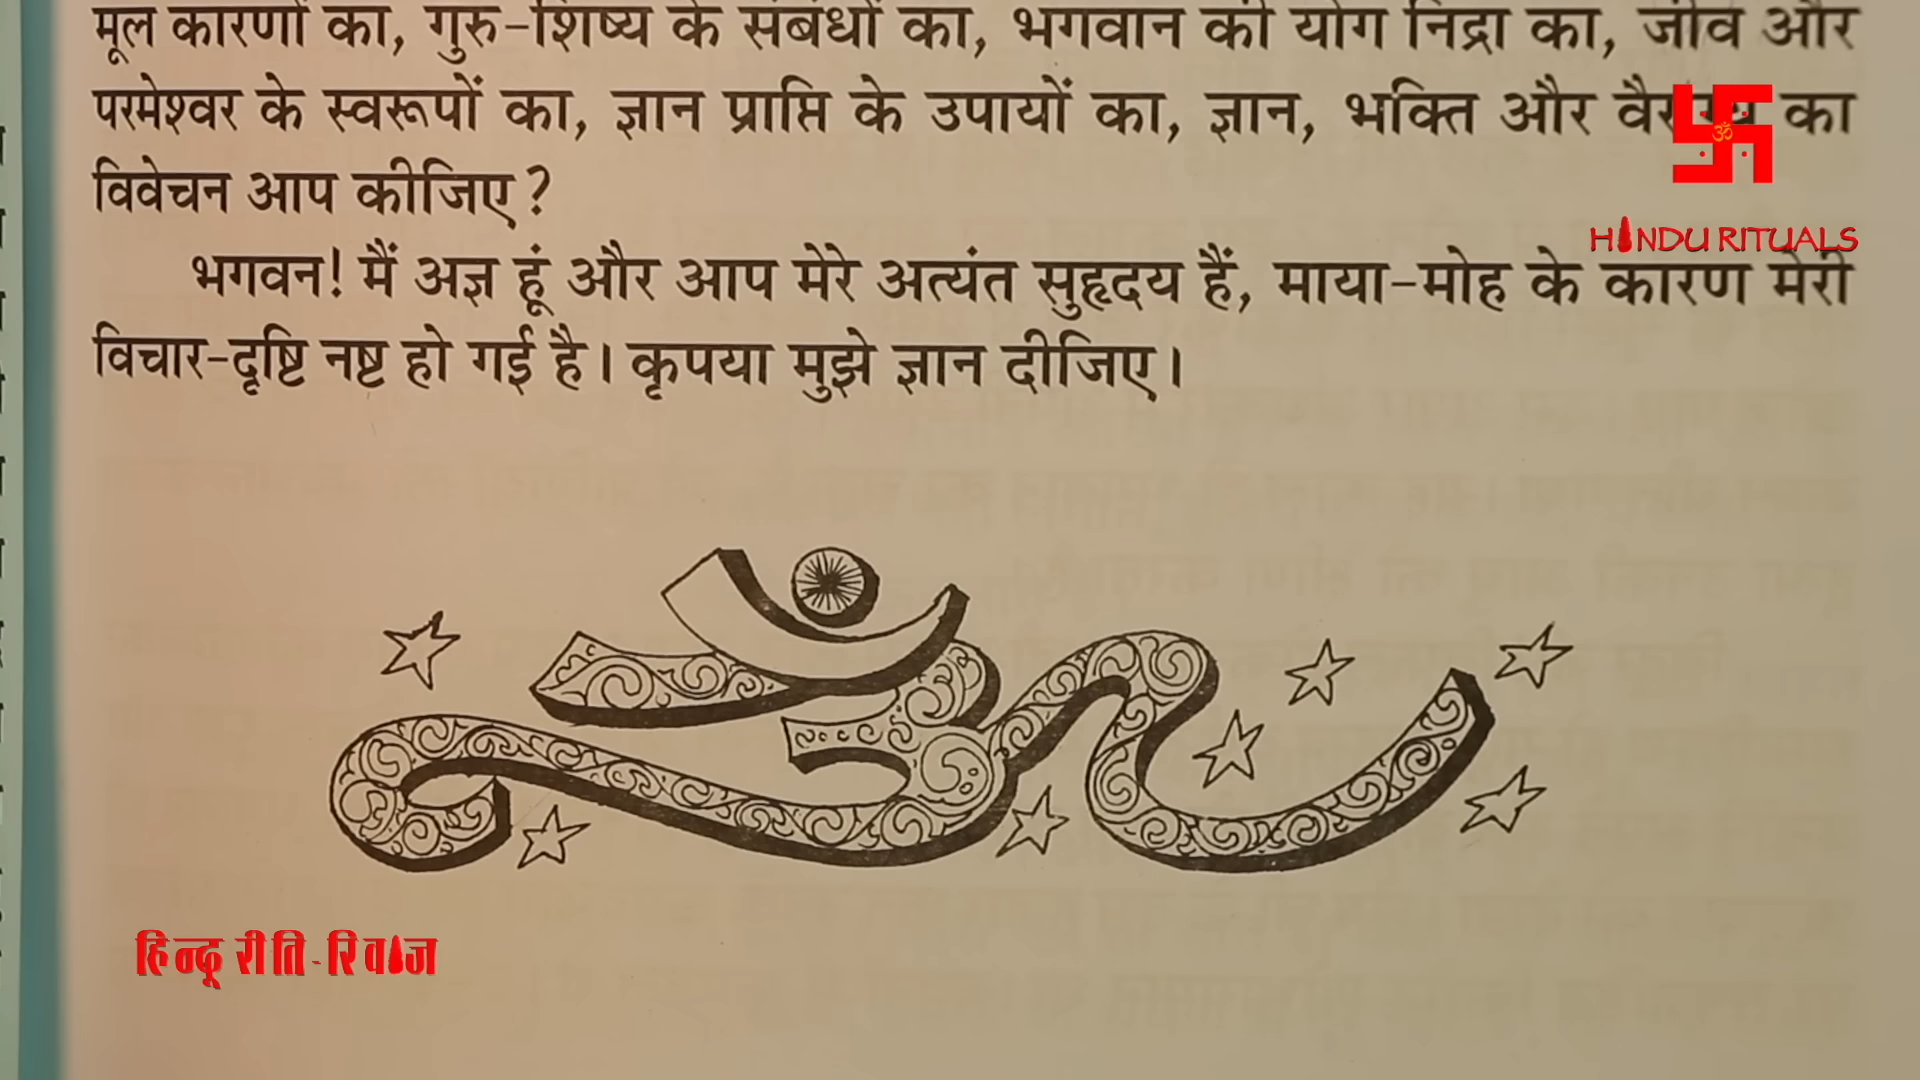 मूल कारणों का, गुरु-शिष्य के संबंधों का, भगवान की योग निद्रा का, जीव और
परमेश्वर के स्वरूपों का, ज्ञान प्राप्ति के उपायों का, ज्ञान, भक्ति और का
विवेचन आप कीजिए?
HINDU RITUALS
भगवन! मैं अज्ञ हूं और आप मेरे अत्यंत सुहृदय हैं, माया-मोह के कारण मेरी
विचार-दृष्टि नष्ट हो गई है। कृपया मुझे ज्ञान दीजिए।
हिन्दू रीति-रिवाज